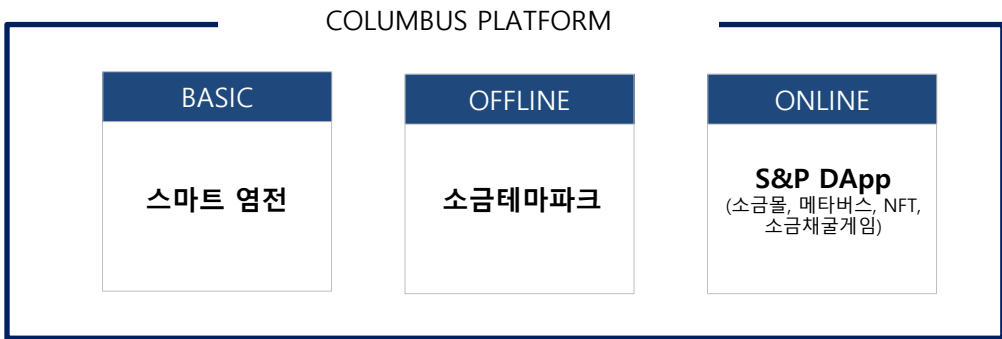 COLUMBUS PLATFORM
BASIC
스마트 염전
OFFLINE
소금테마파크
ONLINE
S&P DApp
(소금몰, 메타버스, NFT,
소금채굴게임)